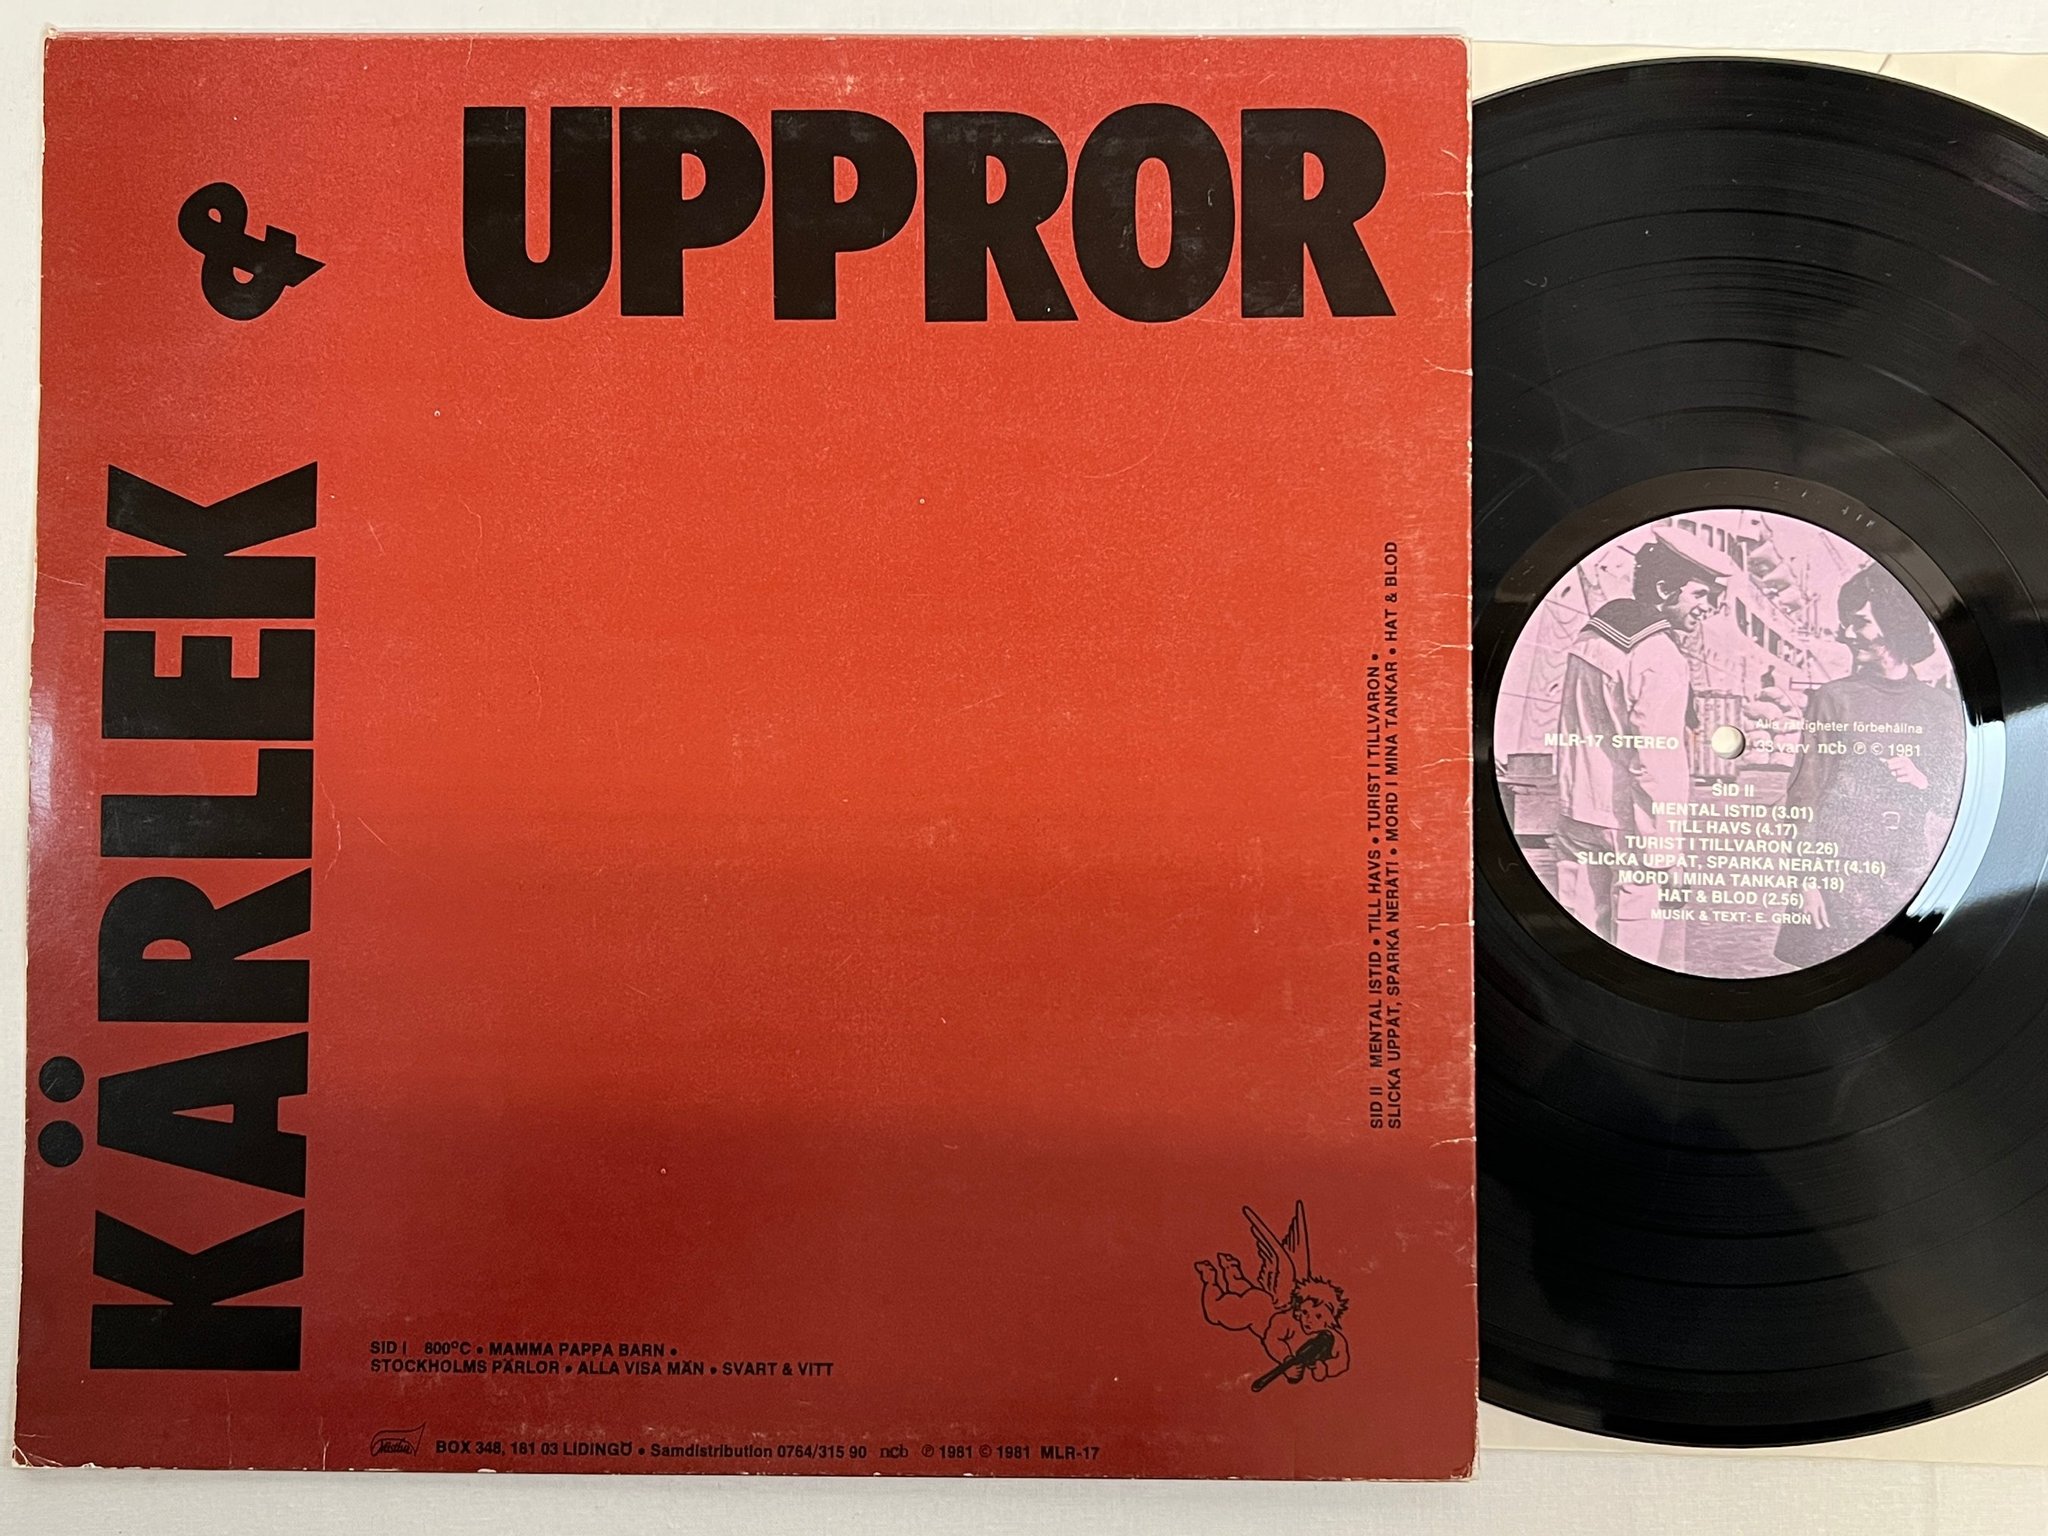 KÄRLEK
&
UPPROR
SID I 800°C • MAMMA PAPPA BARN •
STOCKHOLMS PÄRLOR • ALLA VISA MÄN • SVART & VITT
SID II MENTAL ISTID • TILL HAVS • TURIST I TILLVARON •
SLICKA UPPÅT, SPARKA NERÅT! • MORD I MINA TANKAR • HAT & BLOD
BOX 348, 181 03 LIDINGÖ • Samdistribution 0764/315 90 ncb ℗ 1981 © 1981 MLR-17
MLR-17 STEREO
Alla rättigheter förbehållna
33 varv ncb ℗ © 1981
SID II
MENTAL ISTID (3.01)
TILL HAVS (4.17)
TURIST I TILLVARON (2.26)
SLICKA UPPÅT, SPARKA NERÅT! (4.16)
MORD I MINA TANKAR (3.18)
HAT & BLOD (2.56)
MUSIK & TEXT: E. GRÖN